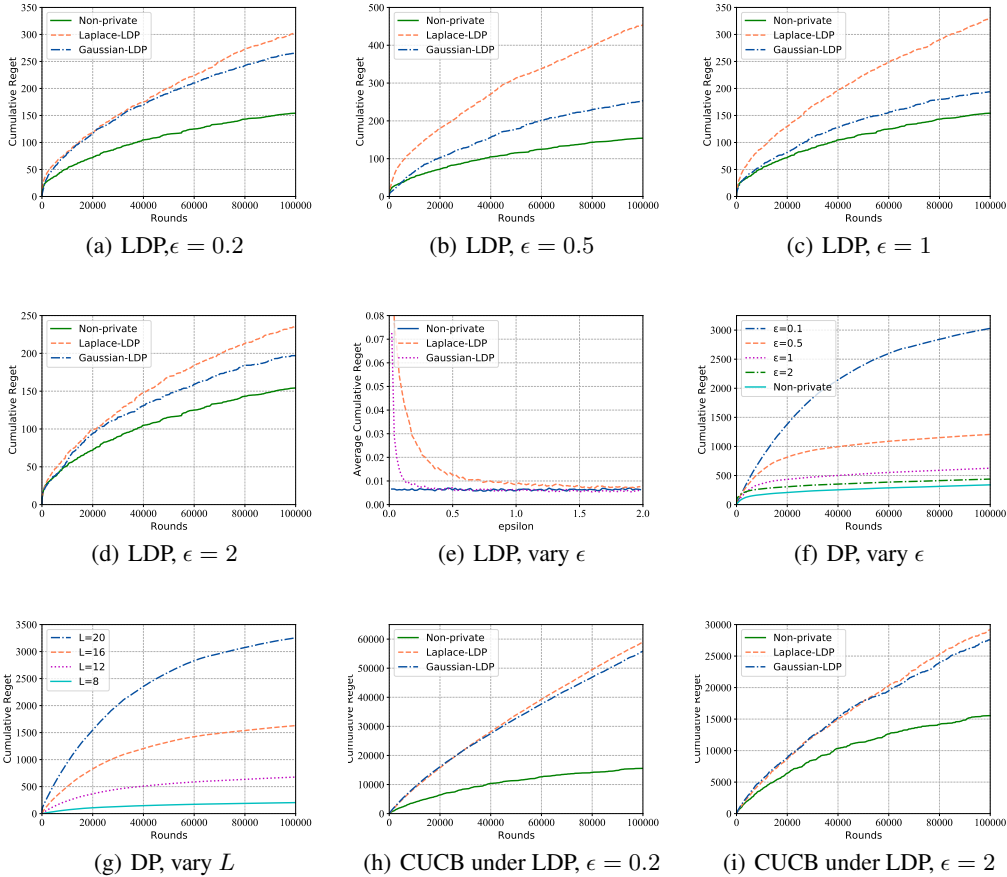 350
300
250
200
150
100
50
0
Cumulative Reget
Non-private
Laplace-LDP
Gaussian-LDP
0 20000 40000 60000 80000 100000
Rounds
(a) LDP,ϵ = 0.2
500
400
300
200
100
0
Cumulative Reget
Non-private
Laplace-LDP
Gaussian-LDP
0 20000 40000 60000 80000 100000
Rounds
(b) LDP, ϵ = 0.5
350
300
250
200
150
100
50
0
Cumulative Reget
Non-private
Laplace-LDP
Gaussian-LDP
0 20000 40000 60000 80000 100000
Rounds
(c) LDP, ϵ = 1
250
200
150
100
50
0
Cumulative Reget
Non-private
Laplace-LDP
Gaussian-LDP
0 20000 40000 60000 80000 100000
Rounds
(d) LDP, ϵ = 2
0.08
0.07
0.06
0.05
0.04
0.03
0.02
0.01
0.00
Average Cumulative Reget
Non-private
Laplace-LDP
Gaussian-LDP
0.0 0.5 1.0 1.5 2.0
epsilon
(e) LDP, vary ϵ
3000
2500
2000
1500
1000
500
0
Cumulative Reget
ε=0.1
ε=0.5
ε=1
ε=2
Non-private
0 20000 40000 60000 80000 100000
Rounds
(f) DP, vary ϵ
3500
3000
2500
2000
1500
1000
500
0
Cumulative Reget
L=20
L=16
L=12
L=8
0 20000 40000 60000 80000 100000
Rounds
(g) DP, vary L
60000
50000
40000
30000
20000
10000
0
Cumulative Reget
Non-private
Laplace-LDP
Gaussian-LDP
0 20000 40000 60000 80000 100000
Rounds
(h) CUCB under LDP, ϵ = 0.2
30000
25000
20000
15000
10000
5000
0
Cumulative Reget
Non-private
Laplace-LDP
Gaussian-LDP
0 20000 40000 60000 80000 100000
Rounds
(i) CUCB under LDP, ϵ = 2